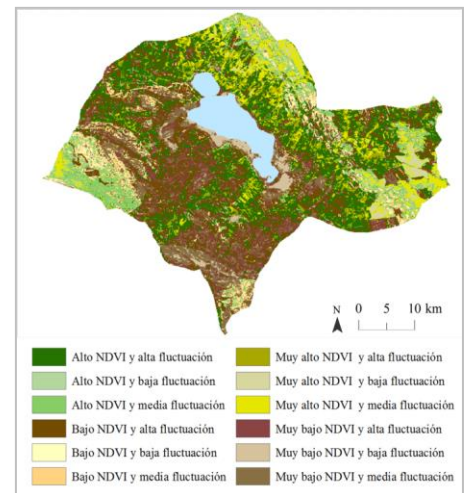 N 0 5 10 km
Alto NDVI y alta fluctuación
Alto NDVI y baja fluctuación
Alto NDVI y media fluctuación
Bajo NDVI y alta fluctuación
Bajo NDVI y baja fluctuación
Bajo NDVI y media fluctuación
Muy alto NDVI y alta fluctuación
Muy alto NDVI y baja fluctuación
Muy alto NDVI y media fluctuación
Muy bajo NDVI y alta fluctuación
Muy bajo NDVI y baja fluctuación
Muy bajo NDVI y media fluctuación